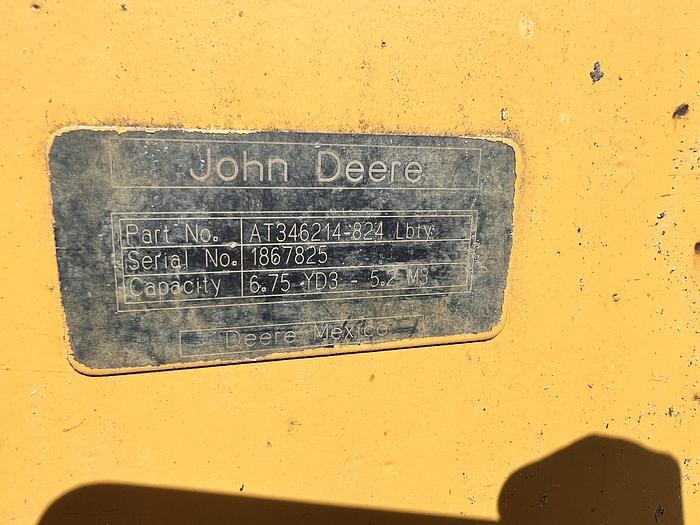 John Deere
Part No. AT346214-824 Lbty
Serial No. 1867825
Capacity 6.75 YD3 - 5.2 M3
Deere Mexico